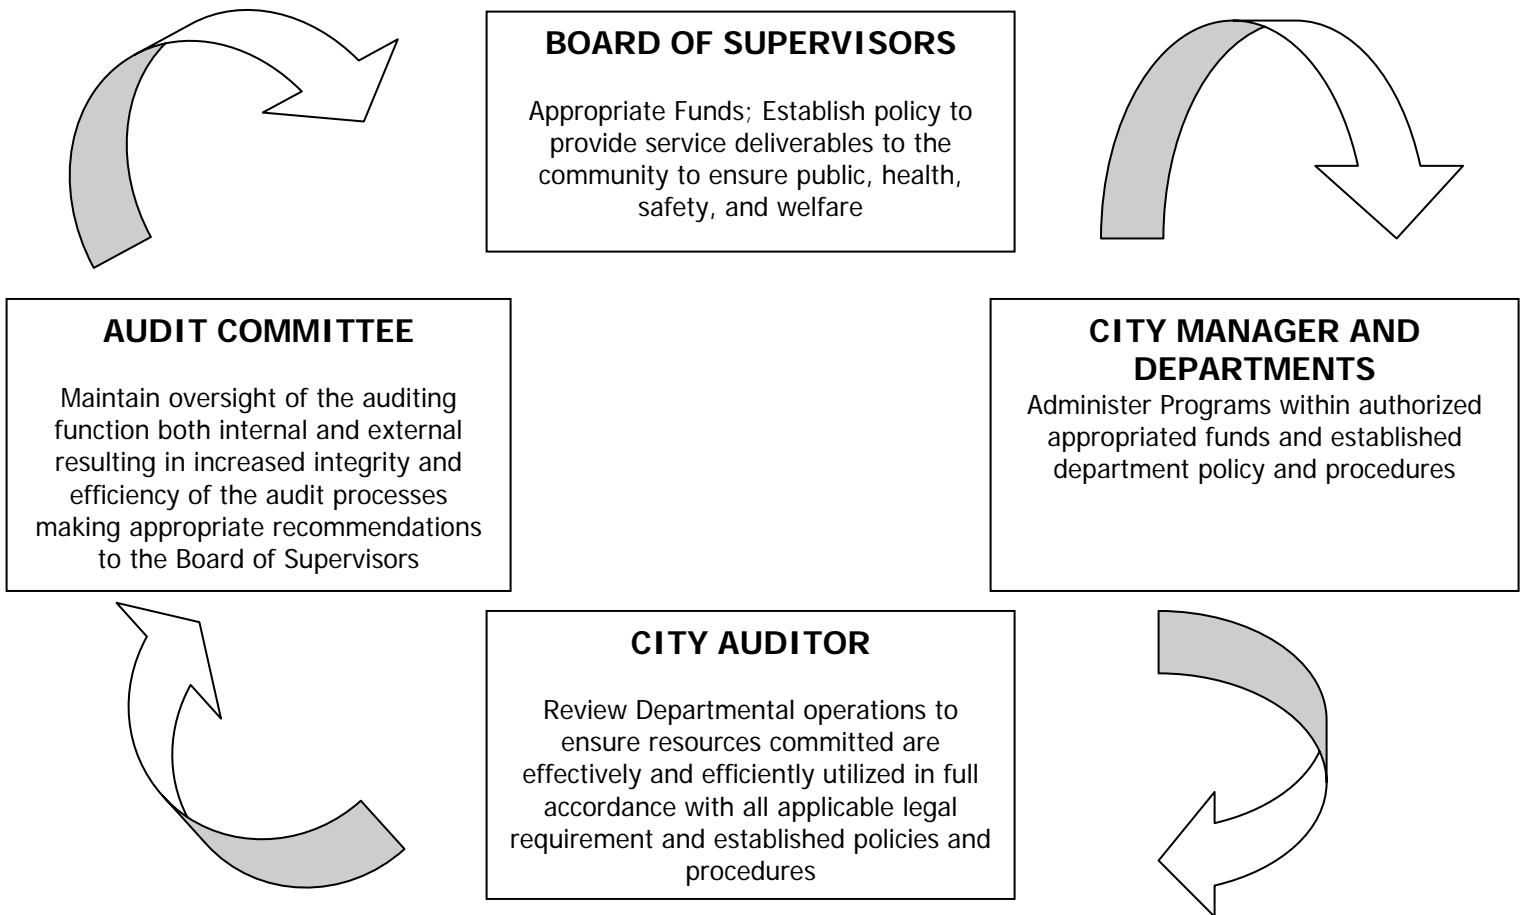 BOARD OF SUPERVISORS
Appropriate Funds; Establish policy to
provide service deliverables to the
community to ensure public, health,
safety, and welfare
AUDIT COMMITTEE
Maintain oversight of the auditing
function both internal and external
resulting in increased integrity and
efficiency of the audit processes
making appropriate recommendations
to the Board of Supervisors
CITY MANAGER AND
DEPARTMENTS
Administer Programs within authorized
appropriated funds and established
department policy and procedures
CITY AUDITOR
Review Departmental operations to
ensure resources committed are
effectively and efficiently utilized in full
accordance with all applicable legal
requirement and established policies and
procedures